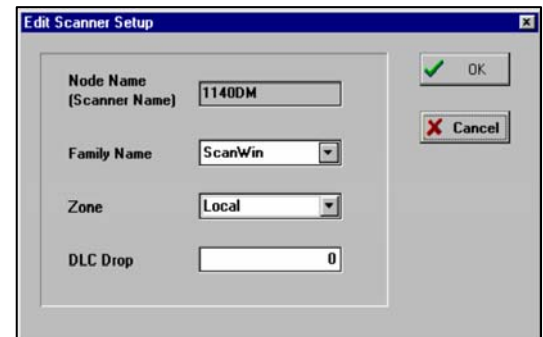 Edit Scanner Setup
Node Name
(Scanner Name)
1140DM
Family Name
ScanWin
Zone
Local
DLC Drop
0
OK
Cancel